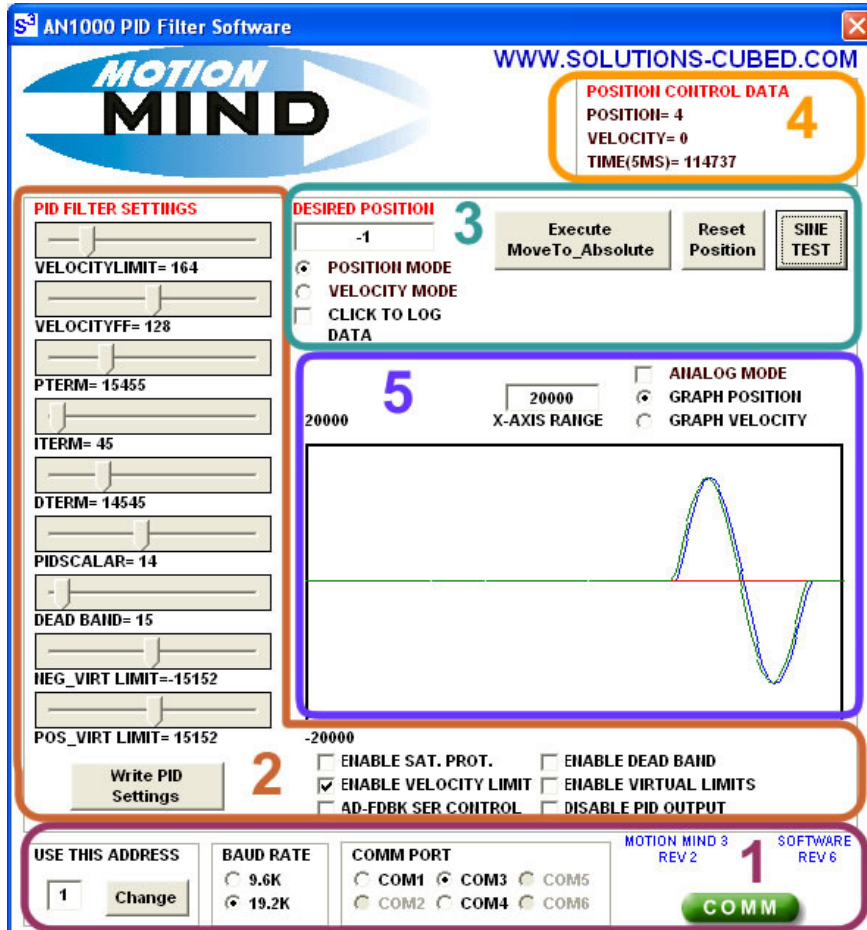 S3 AN1000 PID Filter Software
MOTION
MIND
WWW.SOLUTIONS-CUBED.COM
POSITION CONTROL DATA
POSITION= 4
VELOCITY= 0
TIME(5MS)= 114737
4
PID FILTER SETTINGS
VELOCITYLIMIT= 164
VELOCITYFF= 128
PTERM= 15455
ITERM= 45
DTERM= 14545
PIDSCALAR= 14
DEAD BAND= 15
NEG_VIRT LIMIT=-15152
POS_VIRT LIMIT= 15152
Write PID
Settings
2
DESIRED POSITION
-1
3
Execute
MoveTo_Absolute
Reset
Position
SINE
TEST
POSITION MODE
VELOCITY MODE
CLICK TO LOG
DATA
5
20000
20000
X-AXIS RANGE
ANALOG MODE
GRAPH POSITION
GRAPH VELOCITY
-20000
ENABLE SAT. PROT.
ENABLE DEAD BAND
ENABLE VELOCITY LIMIT
ENABLE VIRTUAL LIMITS
AD-FDBK SER CONTROL
DISABLE PID OUTPUT
USE THIS ADDRESS
1
Change
BAUD RATE
9.6K
19.2K
COMM PORT
COM1
COM3
COM5
COM2
COM4
COM6
MOTION MIND 3
REV 2
1
SOFTWARE
REV 6
COMM